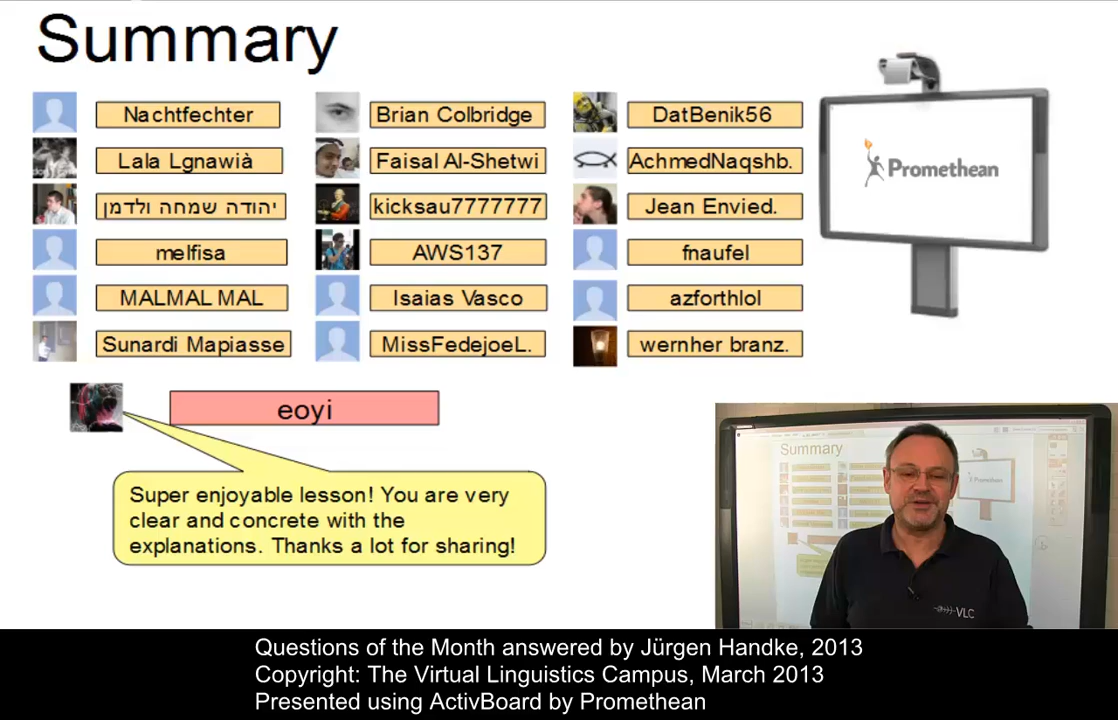 Summary
Nachtfechter
Brian Colbridge
DatBenik56
Lala Lgnawià
Faisal Al-Shetwi
AchmedNaqshb.
יהודה שמחה ולדמן
kicksau7777777
Jean Envied.
melfisa
AWS137
fnaufel
MALMAL MAL
Isaias Vasco
azforthlol
Sunardi Mapiasse
MissFedejoeL.
wernher branz.
Promethean
eoyi
Super enjoyable lesson! You are very
clear and concrete with the
explanations. Thanks a lot for sharing!
Summary
Promethean
VLC
Questions of the Month answered by Jürgen Handke, 2013
Copyright: The Virtual Linguistics Campus, March 2013
Presented using ActivBoard by Promethean